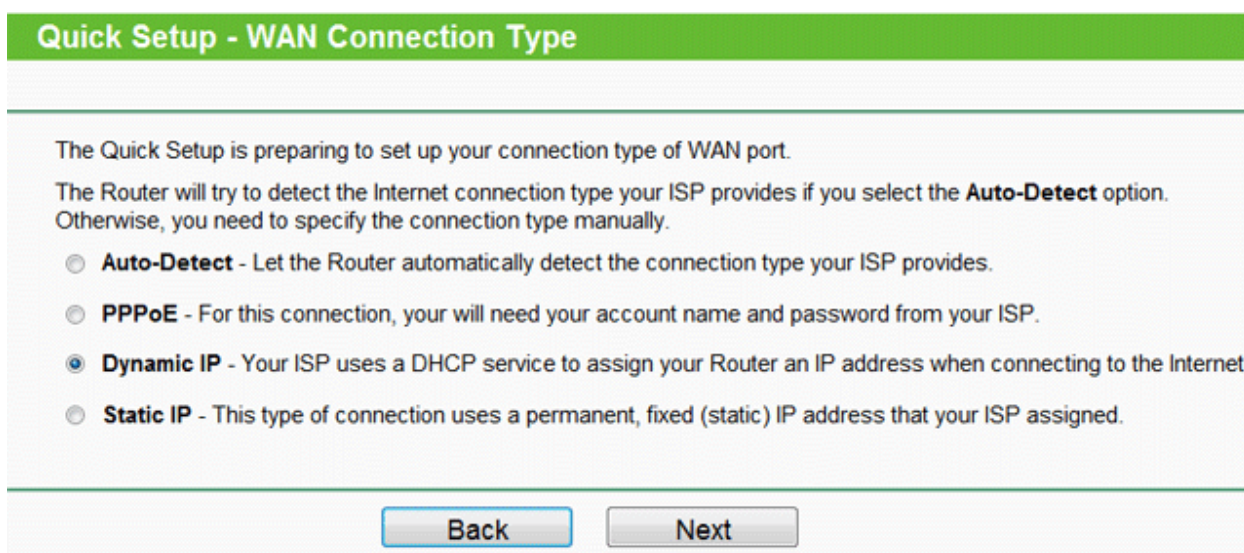 Quick Setup - WAN Connection Type
The Quick Setup is preparing to set up your connection type of WAN port.
The Router will try to detect the Internet connection type your ISP provides if you select the Auto-Detect option.
Otherwise, you need to specify the connection type manually.
Auto-Detect - Let the Router automatically detect the connection type your ISP provides.
PPPoE - For this connection, your will need your account name and password from your ISP.
Dynamic IP - Your ISP uses a DHCP service to assign your Router an IP address when connecting to the Internet
Static IP - This type of connection uses a permanent, fixed (static) IP address that your ISP assigned.
Back Next